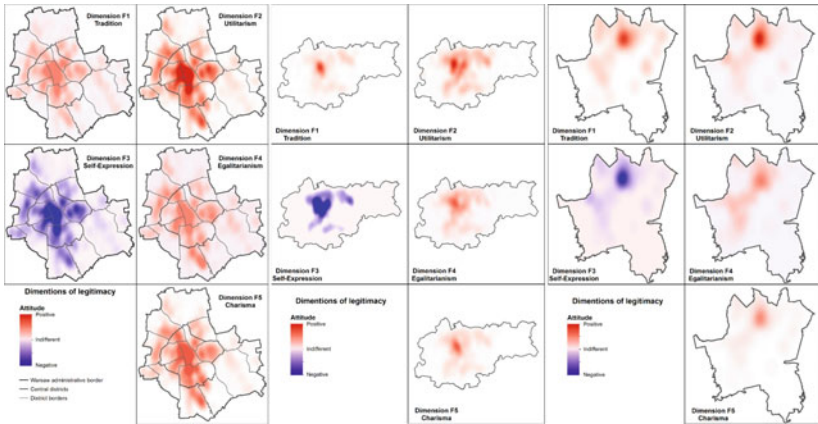 Dimension F1
Tradition
Dimension F2
Utilitarism
Dimension F3
Self-Expression
Dimension F4
Egalitarianism
Dimentions of legitimacy
Attitude
Positive
Indifferent
Negative
Warsaw administrative border
Central districts
District borders
Dimension F5
Charisma
Dimension F1
Tradition
Dimension F2
Utilitarism
Dimension F3
Self-Expression
Dimension F4
Egalitarianism
Dimentions of legitimacy
Attitude
Positive
Indifferent
Negative
Dimension F5
Charisma
Dimension F1
Tradition
Dimension F2
Utilitarism
Dimension F3
Self-Expression
Dimension F4
Egalitarianism
Dimentions of legitimacy
Attitude
Positive
Indifferent
Negative
Dimension F5
Charisma